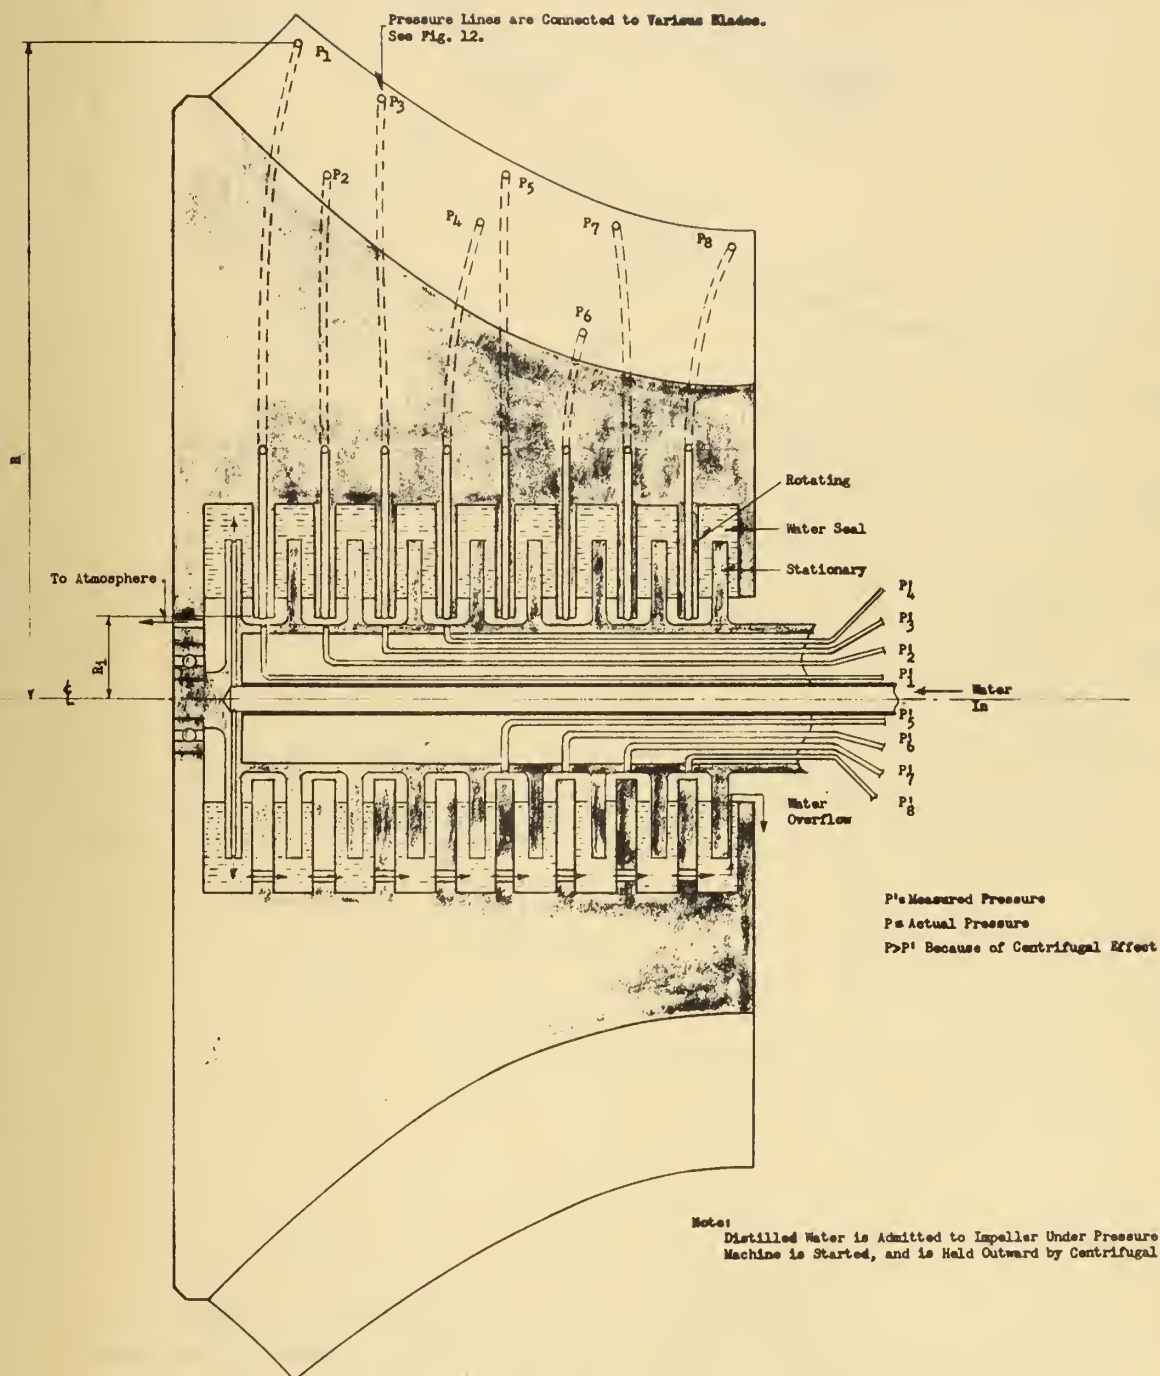 Pressure Lines are Connected to Various Blades.
See Fig. 12.
P1
P3
P2
P5
P4
P7
P8
P6
R
Rotating
Water Seal
Stationary
To Atmosphere
R1
P'4
P'3
P'2
P'1
Water
In
P'5
P'6
P'7
P'8
Water
Overflow
P'= Measured Pressure
P = Actual Pressure
P>P' Because of Centrifugal Effect
Note:
Distilled Water is Admitted to Impeller Under Pressure
Machine is Started, and is Held Outward by Centrifugal